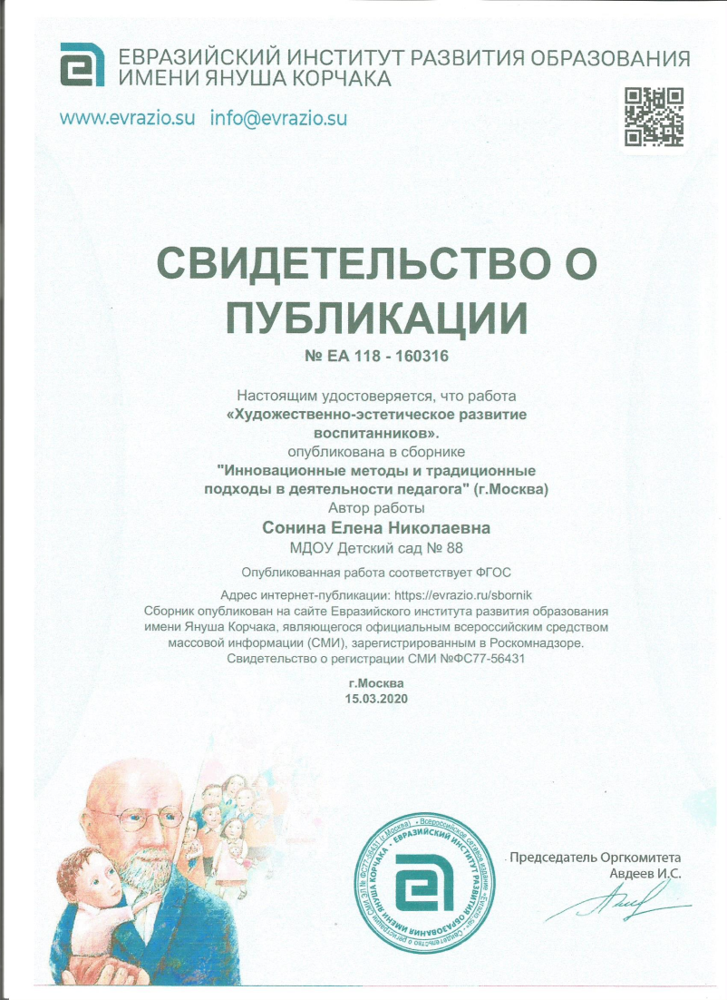 ЕВРАЗИЙСКИЙ ИНСТИТУТ РАЗВИТИЯ ОБРАЗОВАНИЯ
ИМЕНИ ЯНУША КОРЧАКА
www.evrazio.su info@evrazio.su
СВИДЕТЕЛЬСТВО О
ПУБЛИКАЦИИ
№ EA 118 - 160316
Настоящим удостоверяется, что работа
«Художественно-эстетическое развитие
воспитанников».
опубликована в сборнике
"Инновационные методы и традиционные
подходы в деятельности педагога" (г.Москва)
Автор работы
Сонина Елена Николаевна
МДОУ Детский сад № 88
Опубликованная работа соответствует ФГОС
Адрес интернет-публикации: https://evrazio.ru/sbornik
Сборник опубликован на сайте Евразийского института развития образования
имени Януша Корчака, являющегося официальным всероссийским средством
массовой информации (СМИ), зарегистрированным в Роскомнадзоре.
Свидетельство о регистрации СМИ №ФС77-56431
г.Москва
15.03.2020
ЕВРАЗИЙСКИЙ ИНСТИТУТ РАЗВИТИЯ ОБРАЗОВАНИЯ ИМЕНИ ЯНУША КОРЧАКА
Председатель Оргкомитета
Авдеев И.С.